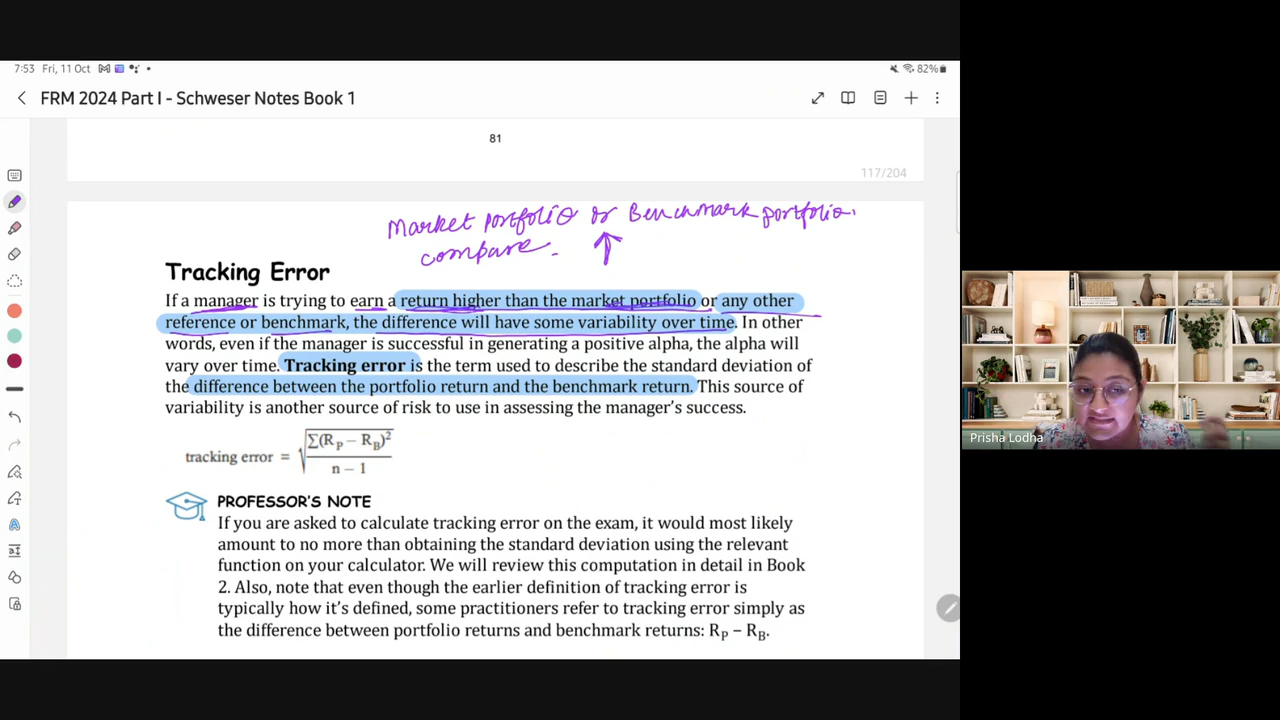 7:53 Fri, 11 Oct
82%
FRM 2024 Part I - Schweser Notes Book 1
81
117/204
Market portfolio or Benchmark portfolio.
compare.
Tracking Error
If a manager is trying to earn a return higher than the market portfolio or any other
reference or benchmark, the difference will have some variability over time. In other
words, even if the manager is successful in generating a positive alpha, the alpha will
vary over time. Tracking error is the term used to describe the standard deviation of
the difference between the portfolio return and the benchmark return. This source of
variability is another source of risk to use in assessing the manager's success.
tracking error = √(Σ(R_P − R_B)² / n − 1)
PROFESSOR'S NOTE
If you are asked to calculate tracking error on the exam, it would most likely
amount to no more than obtaining the standard deviation using the relevant
function on your calculator. We will review this computation in detail in Book
2. Also, note that even though the earlier definition of tracking error is
typically how it's defined, some practitioners refer to tracking error simply as
the difference between portfolio returns and benchmark returns: R_P − R_B.
Prisha Lodha